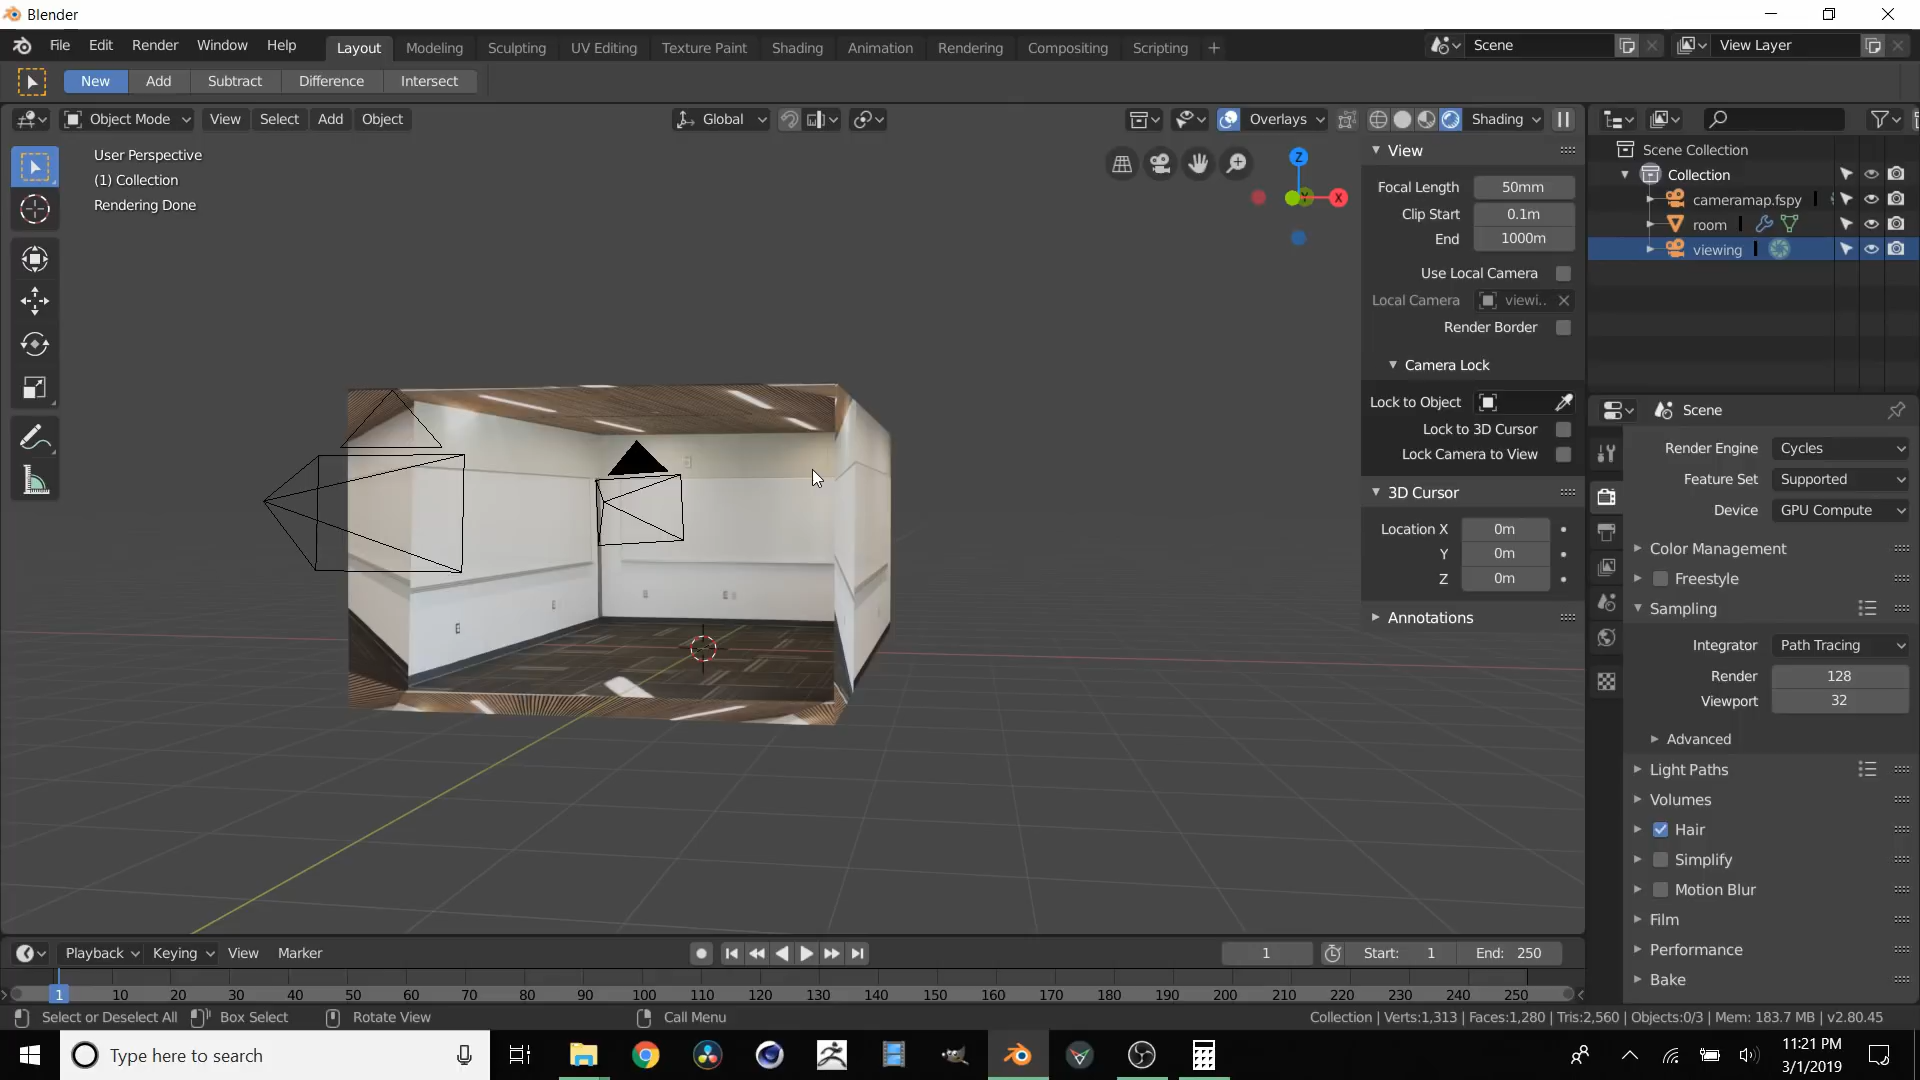 Blender
File Edit Render Window Help Layout Modeling Sculpting UV Editing Texture Paint Shading Animation Rendering Compositing Scripting + Scene View Layer
New Add Subtract Difference Intersect
Object Mode View Select Add Object Global Overlays Shading
User Perspective
(1) Collection
Rendering Done
Z
X
View
Focal Length 50mm
Clip Start 0.1m
End 1000m
Use Local Camera
Local Camera viewi..
Render Border
Camera Lock
Lock to Object
Lock to 3D Cursor
Lock Camera to View
3D Cursor
Location X 0m
Y 0m
Z 0m
Annotations
Scene Collection
Collection
cameramap.fspy
room
viewing
Scene
Render Engine Cycles
Feature Set Supported
Device GPU Compute
Color Management
Freestyle
Sampling
Integrator Path Tracing
Render 128
Viewport 32
Advanced
Light Paths
Volumes
Hair
Simplify
Motion Blur
Film
Performance
Bake
Playback Keying View Marker 1 Start: 1 End: 250
1 10 20 30 40 50 60 70 80 90 100 110 120 130 140 150 160 170 180 190 200 210 220 230 240 250
Select or Deselect All Box Select Rotate View Call Menu Collection | Verts:1,313 | Faces:1,280 | Tris:2,560 | Objects:0/3 | Mem: 183.7 MB | v2.80.45
Type here to search
11:21 PM
3/1/2019